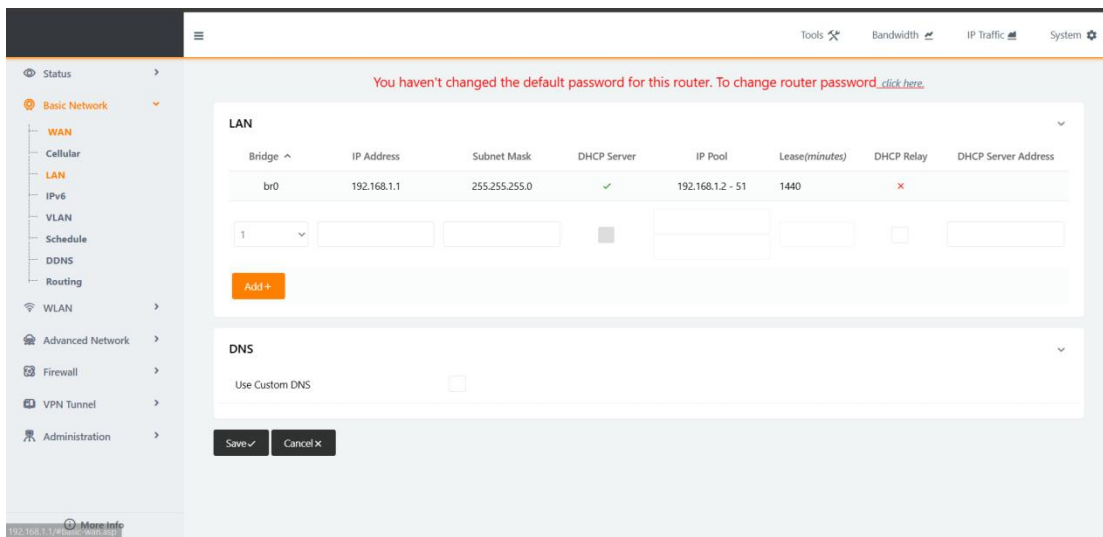 Tools
Bandwidth
IP Traffic
System
Status
Basic Network
WAN
Cellular
LAN
IPv6
VLAN
Schedule
DDNS
Routing
WLAN
Advanced Network
Firewall
VPN Tunnel
Administration
More Info
192.168.1.1/#basic-wan.asp
You haven't changed the default password for this router. To change router password click here.
LAN
Bridge IP Address Subnet Mask DHCP Server IP Pool Lease(minutes) DHCP Relay DHCP Server Address
br0 192.168.1.1 255.255.255.0 ✓ 192.168.1.2 - 51 1440 ×
1
Add+
DNS
Use Custom DNS
Save✓ Cancel×